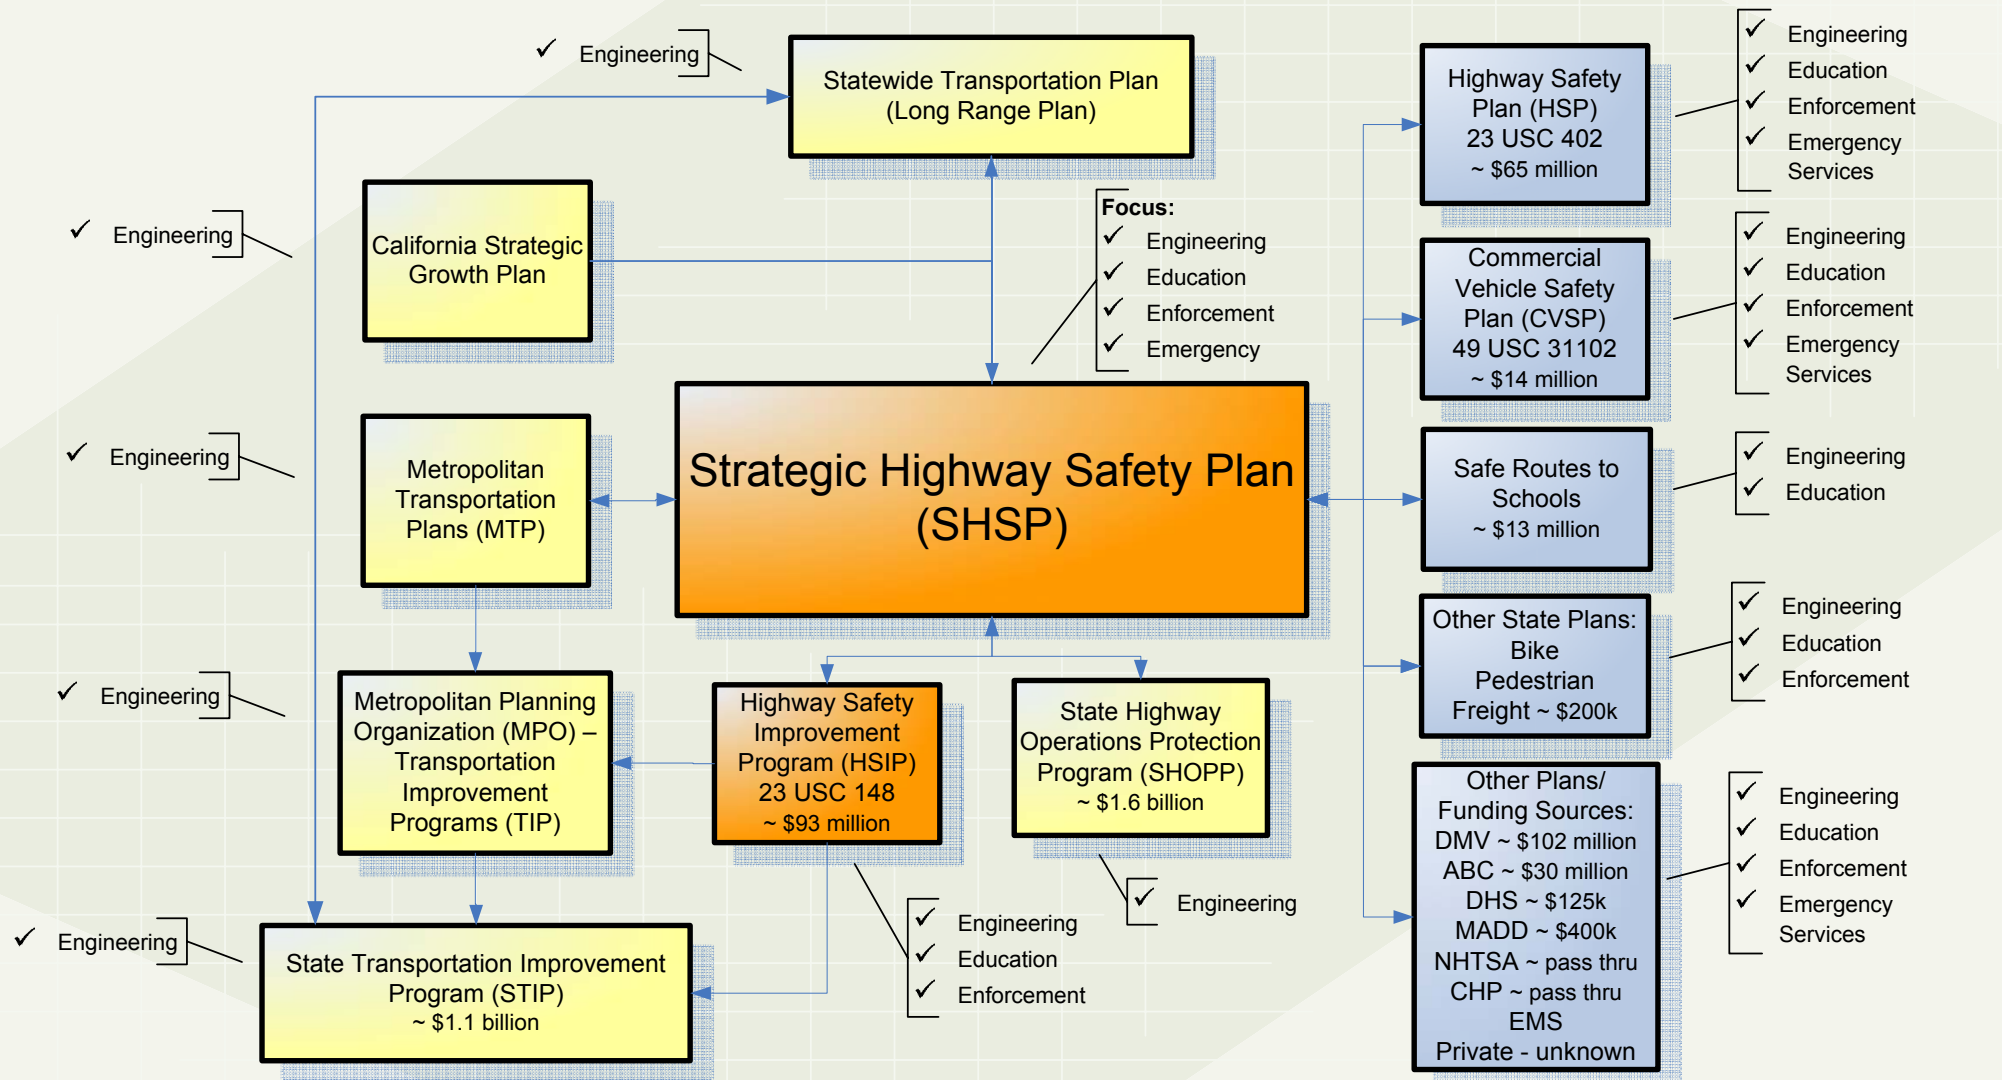 Engineering
Statewide Transportation Plan
(Long Range Plan)
Engineering
California Strategic
Growth Plan
Focus:
Engineering
Education
Enforcement
Emergency
Engineering
Metropolitan
Transportation
Plans (MTP)
Strategic Highway Safety Plan
(SHSP)
Engineering
Metropolitan Planning
Organization (MPO) –
Transportation
Improvement
Programs (TIP)
Highway Safety
Improvement
Program (HSIP)
23 USC 148
~ $93 million
Engineering
Education
Enforcement
State Highway
Operations Protection
Program (SHOPP)
~ $1.6 billion
Engineering
Engineering
State Transportation Improvement
Program (STIP)
~ $1.1 billion
Highway Safety
Plan (HSP)
23 USC 402
~ $65 million
Engineering
Education
Enforcement
Emergency
Services
Commercial
Vehicle Safety
Plan (CVSP)
49 USC 31102
~ $14 million
Engineering
Education
Enforcement
Emergency
Services
Safe Routes to
Schools
~ $13 million
Engineering
Education
Other State Plans:
Bike
Pedestrian
Freight ~ $200k
Engineering
Education
Enforcement
Other Plans/
Funding Sources:
DMV ~ $102 million
ABC ~ $30 million
DHS ~ $125k
MADD ~ $400k
NHTSA ~ pass thru
CHP ~ pass thru
EMS
Private - unknown
Engineering
Education
Enforcement
Emergency
Services